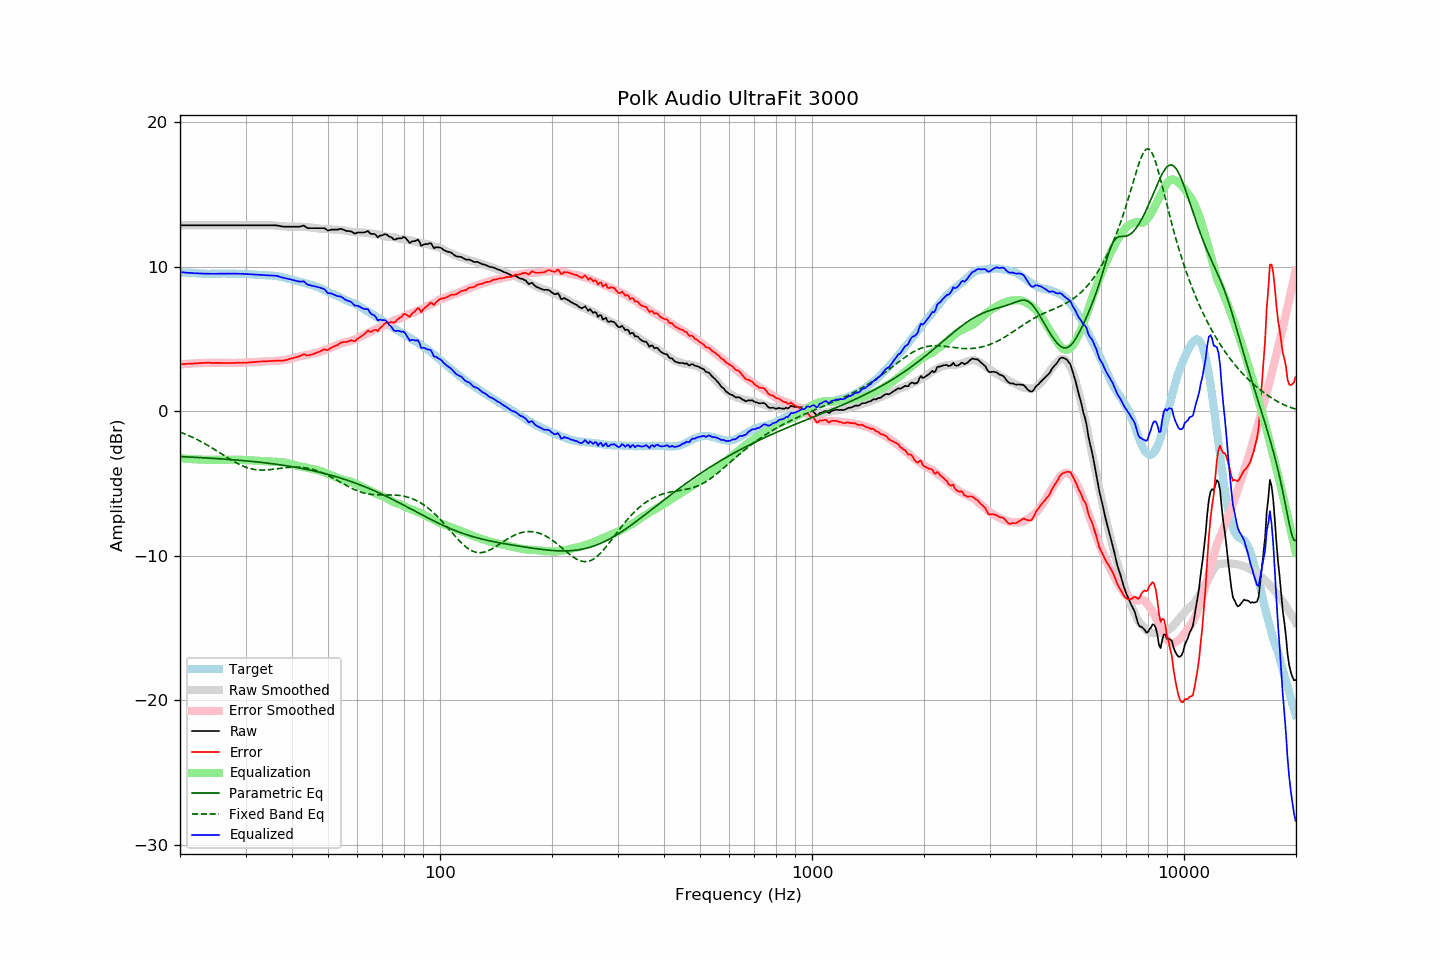 Polk Audio UltraFit 3000
20
10
0
−10
−20
−30
Amplitude (dBr)
100
1000
10000
Frequency (Hz)
Target
Raw Smoothed
Error Smoothed
Raw
Error
Equalization
Parametric Eq
Fixed Band Eq
Equalized